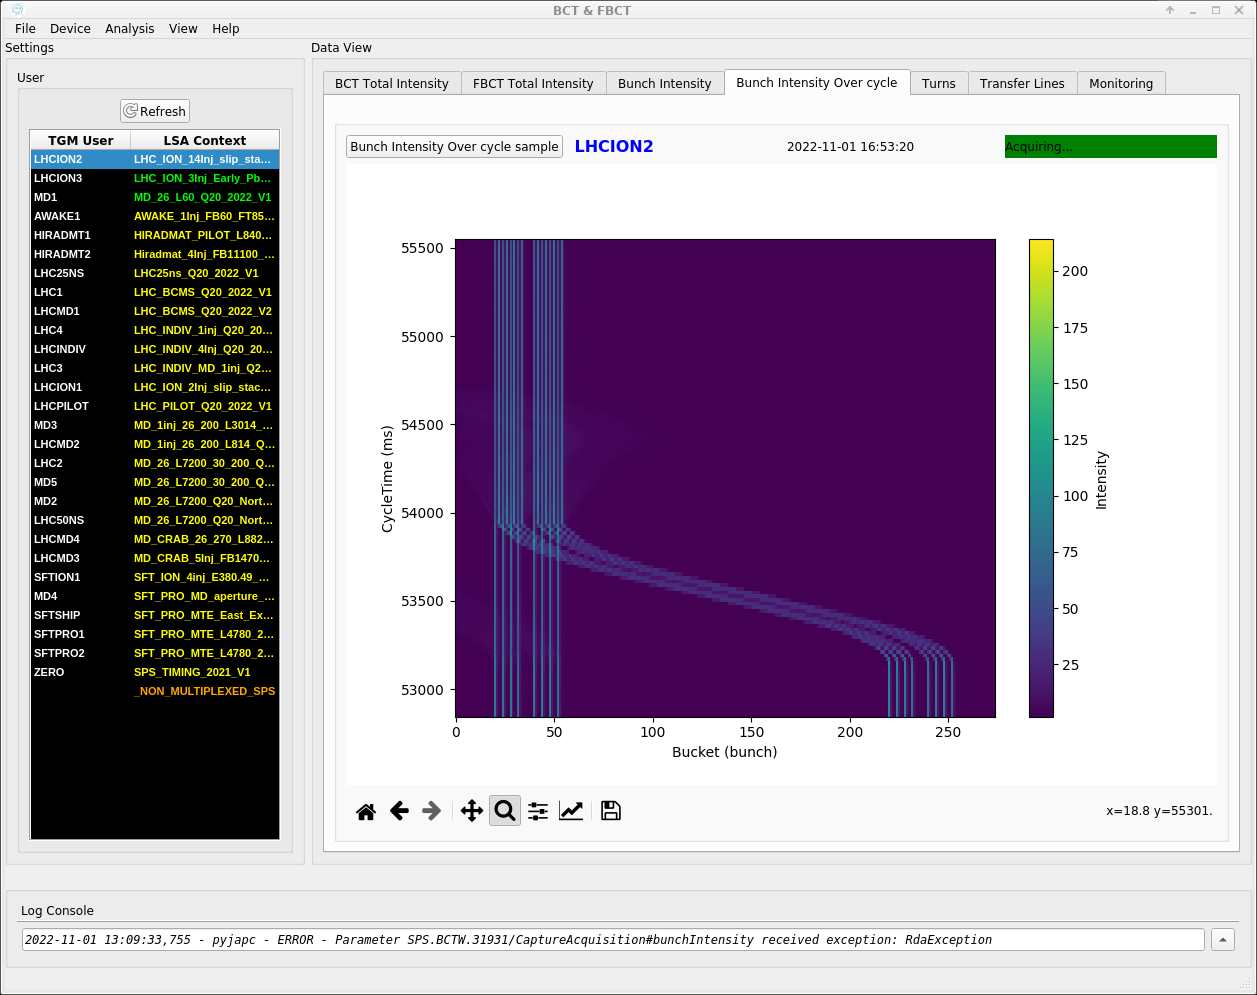 BCT & FBCT
File Device Analysis View Help
Settings
User
Refresh
TGM User LSA Context
LHCION2 LHC_ION_14Inj_slip_sta...
LHCION3 LHC_ION_3Inj_Early_Pb...
MD1 MD_26_L60_Q20_2022_V1
AWAKE1 AWAKE_1Inj_FB60_FT85...
HIRADMT1 HIRADMAT_PILOT_L840...
HIRADMT2 Hiradmat_4Inj_FB11100_...
LHC25NS LHC25ns_Q20_2022_V1
LHC1 LHC_BCMS_Q20_2022_V1
LHCMD1 LHC_BCMS_Q20_2022_V2
LHC4 LHC_INDIV_1inj_Q20_20...
LHCINDIV LHC_INDIV_4Inj_Q20_20...
LHC3 LHC_INDIV_MD_1inj_Q2...
LHCION1 LHC_ION_2Inj_slip_stac...
LHCPILOT LHC_PILOT_Q20_2022_V1
MD3 MD_1inj_26_200_L3014_...
LHCMD2 MD_1inj_26_200_L814_Q...
LHC2 MD_26_L7200_30_200_Q...
MD5 MD_26_L7200_30_200_Q...
MD2 MD_26_L7200_Q20_Nort...
LHC50NS MD_26_L7200_Q20_Nort...
LHCMD4 MD_CRAB_26_270_L882...
LHCMD3 MD_CRAB_5Inj_FB1470...
SFTION1 SFT_ION_4inj_E380.49_...
MD4 SFT_PRO_MD_aperture_...
SFTSHIP SFT_PRO_MTE_East_Ex...
SFTPRO1 SFT_PRO_MTE_L4780_2...
SFTPRO2 SFT_PRO_MTE_L4780_2...
ZERO SPS_TIMING_2021_V1
_NON_MULTIPLEXED_SPS
Data View
BCT Total Intensity FBCT Total Intensity Bunch Intensity Bunch Intensity Over cycle Turns Transfer Lines Monitoring
Bunch Intensity Over cycle sample LHCION2 2022-11-01 16:53:20 Acquiring...
55500
55000
54500
54000
53500
53000
CycleTime (ms)
0 50 100 150 200 250
Bucket (bunch)
200
175
150
125
100
75
50
25
Intensity
x=18.8 y=55301.
Log Console
2022-11-01 13:09:33,755 - pyjapc - ERROR - Parameter SPS.BCTW.31931/CaptureAcquisition#bunchIntensity received exception: RdaException